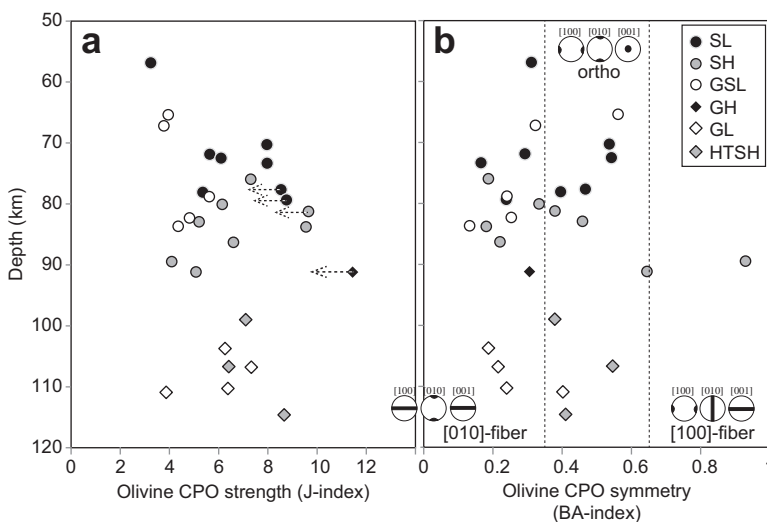 a
b
50
60
70
80
90
100
110
120
Depth (km)
0
2
4
6
8
10
12
Olivine CPO strength (J-index)
[100] [010] [001]
ortho
SL
SH
GSL
GH
GL
HTSH
[100] [010] [001]
[010]-fiber
[100] [010] [001]
[100]-fiber
0
0.2
0.4
0.6
0.8
1
Olivine CPO symmetry
(BA-index)